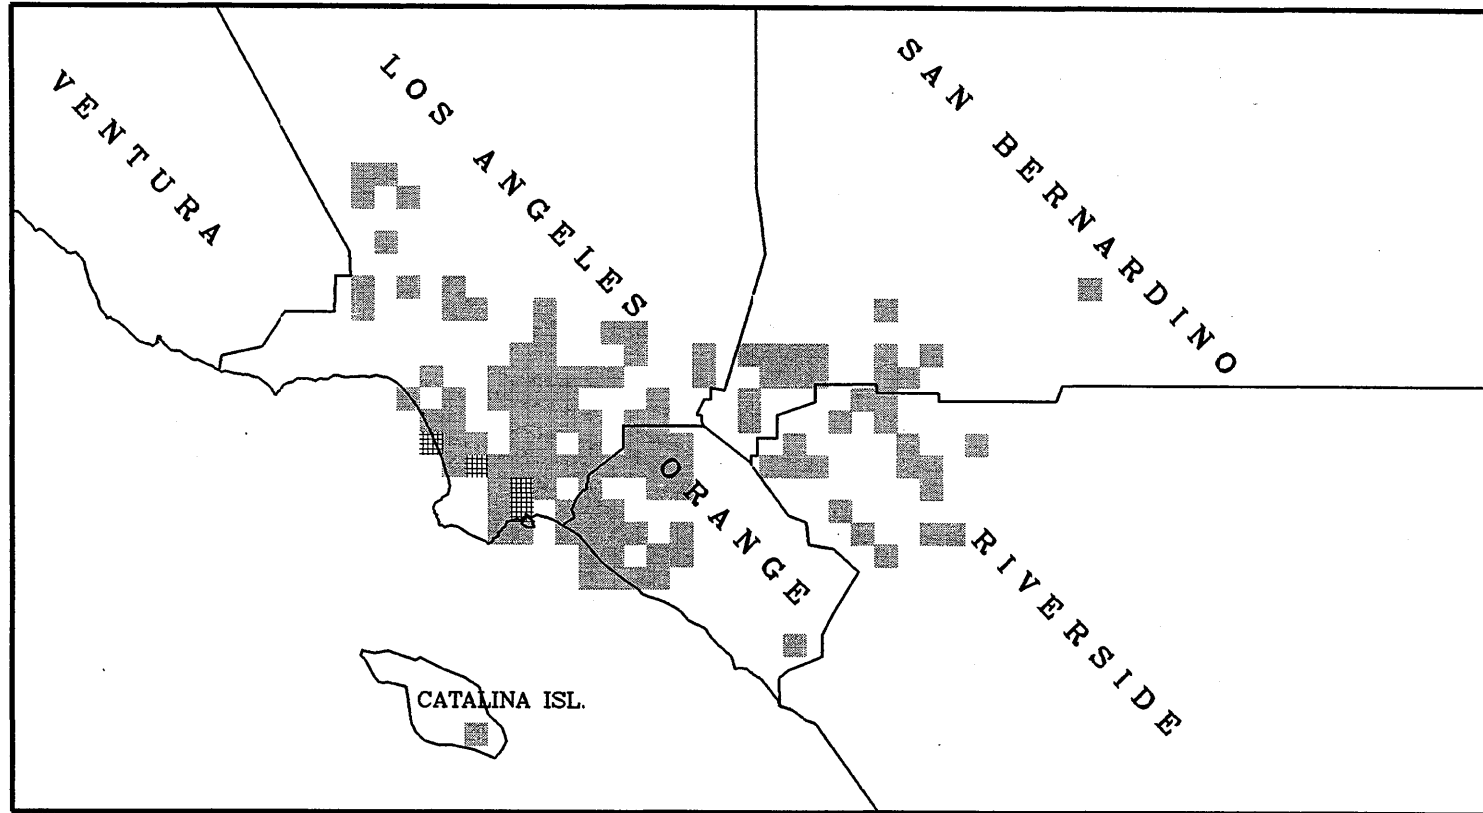 VENTURA
LOS ANGELES
SAN BERNARDINO
ORANGE
RIVERSIDE
CATALINA ISL.